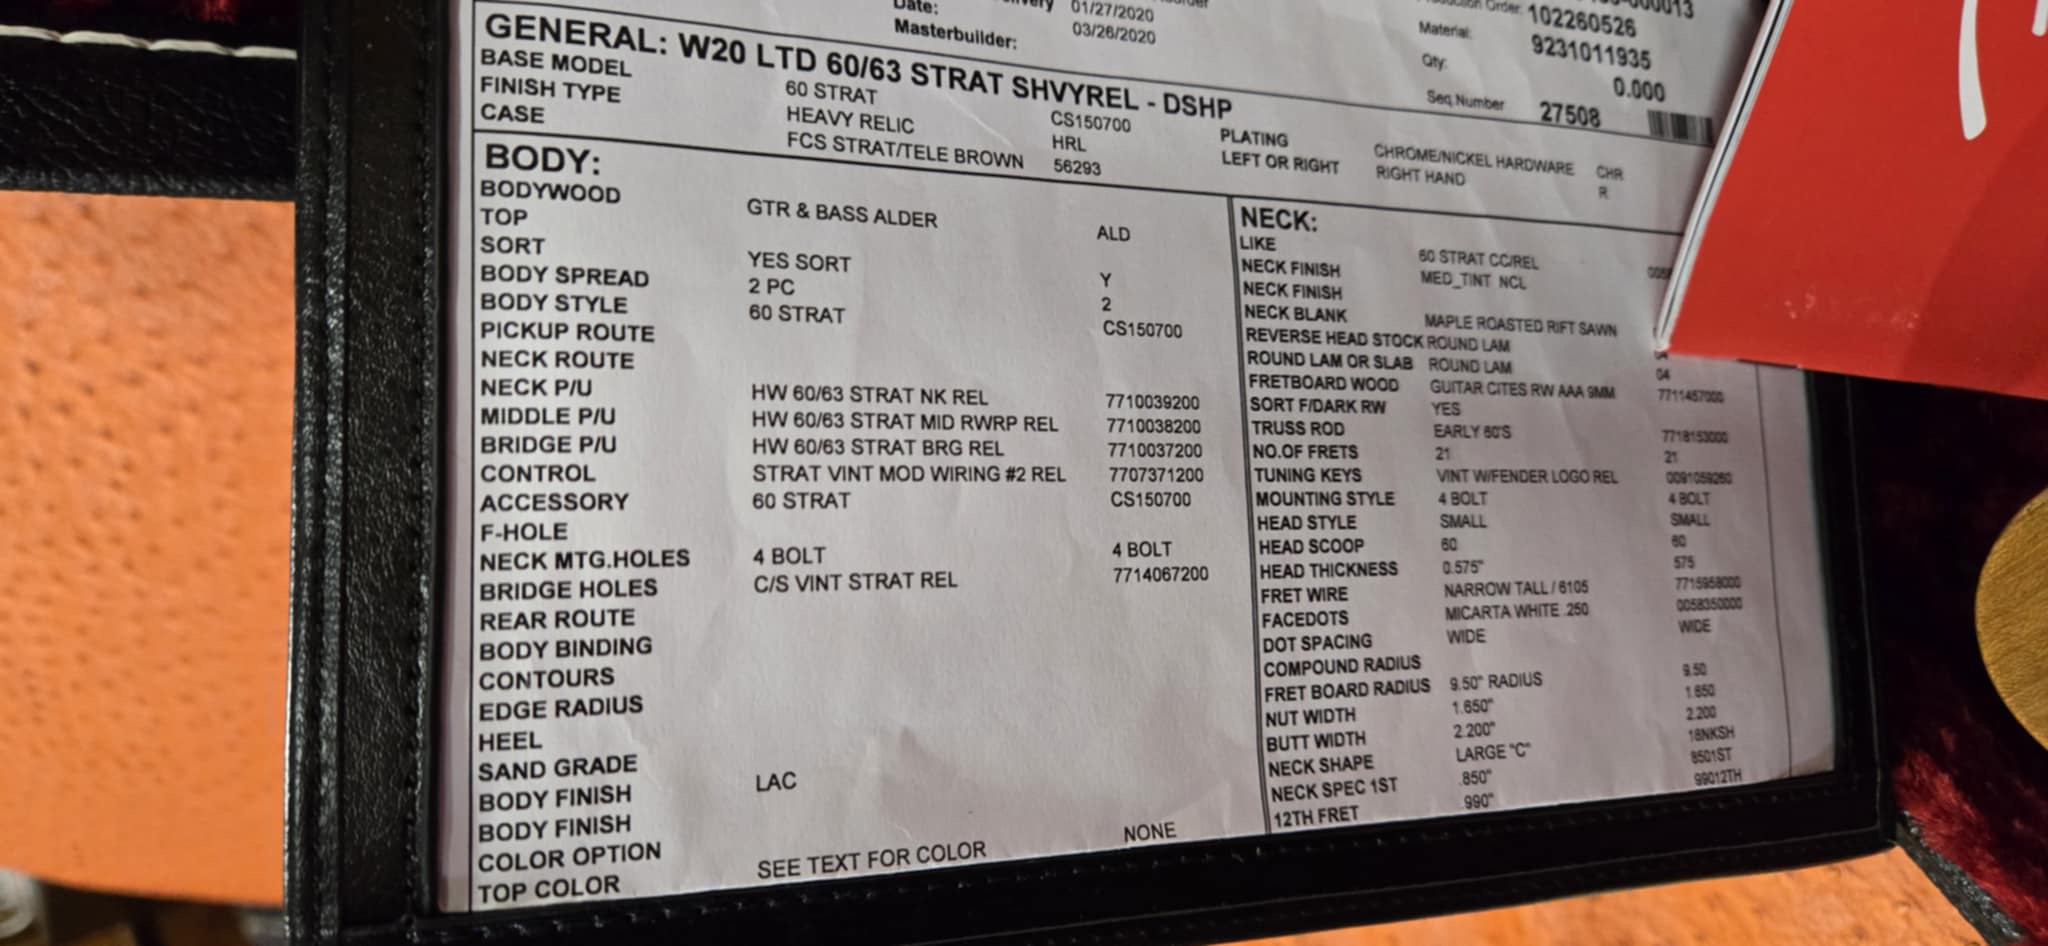 Date: 01/27/2020
Masterbuilder: 03/26/2020
Production Order: 102260526
Material: 9231011935
Qty: 0.000
Seq.Number 27508
GENERAL: W20 LTD 60/63 STRAT SHVYREL - DSHP
BASE MODEL 60 STRAT CS150700
FINISH TYPE HEAVY RELIC HRL
CASE FCS STRAT/TELE BROWN 56293
PLATING CHROME/NICKEL HARDWARE CHR
LEFT OR RIGHT RIGHT HAND R
BODY:
BODYWOOD GTR & BASS ALDER ALD
TOP
SORT YES SORT Y
BODY SPREAD 2 PC 2
BODY STYLE 60 STRAT CS150700
PICKUP ROUTE
NECK ROUTE
NECK P/U HW 60/63 STRAT NK REL 7710039200
MIDDLE P/U HW 60/63 STRAT MID RWRP REL 7710038200
BRIDGE P/U HW 60/63 STRAT BRG REL 7710037200
CONTROL STRAT VINT MOD WIRING #2 REL 7707371200
ACCESSORY 60 STRAT CS150700
F-HOLE
NECK MTG.HOLES 4 BOLT 4 BOLT
BRIDGE HOLES C/S VINT STRAT REL 7714067200
REAR ROUTE
BODY BINDING
CONTOURS
EDGE RADIUS
HEEL
SAND GRADE
BODY FINISH LAC
BODY FINISH
COLOR OPTION
TOP COLOR SEE TEXT FOR COLOR NONE
NECK:
LIKE 60 STRAT CC/REL
NECK FINISH MED_TINT NCL
NECK FINISH
NECK BLANK MAPLE ROASTED RIFT SAWN
REVERSE HEAD STOCK ROUND LAM 04
ROUND LAM OR SLAB ROUND LAM 04
FRETBOARD WOOD GUITAR CITES RW AAA 9MM 7711457000
SORT F/DARK RW YES
TRUSS ROD EARLY 60'S 7718153000
NO.OF FRETS 21 21
TUNING KEYS VINT W/FENDER LOGO REL 0091059260
MOUNTING STYLE 4 BOLT 4 BOLT
HEAD STYLE SMALL SMALL
HEAD SCOOP 60 60
HEAD THICKNESS 0.575" 575
FRET WIRE NARROW TALL / 6105 7715958000
FACEDOTS MICARTA WHITE .250 0058350000
DOT SPACING WIDE WIDE
COMPOUND RADIUS
FRET BOARD RADIUS 9.50" RADIUS 9.50
NUT WIDTH 1.650" 1.650
BUTT WIDTH 2.200" 2.200
NECK SHAPE LARGE "C" 18NKSH
NECK SPEC 1ST .850" 8501ST
12TH FRET .990" 99012TH